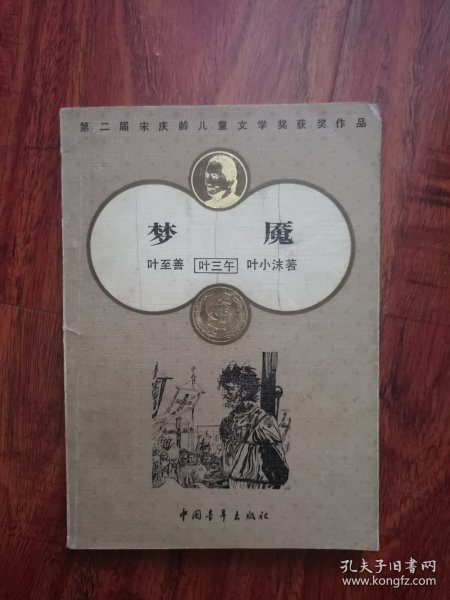 第二届宋庆龄儿童文学奖获奖作品
梦魇
叶至善 叶三午 叶小沫著
中国青年出版社
孔夫子旧书网
www.kongfz.com